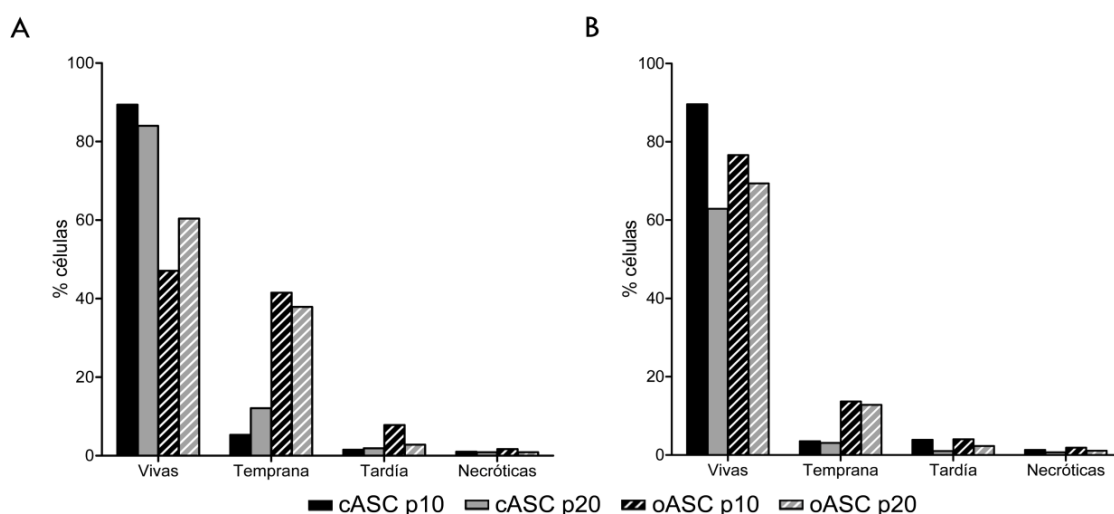 A
B
% células
100
80
60
40
20
0
Vivas Temprana Tardía Necróticas
% células
100
80
60
40
20
0
Vivas Temprana Tardía Necróticas
cASC p10 cASC p20 oASC p10 oASC p20